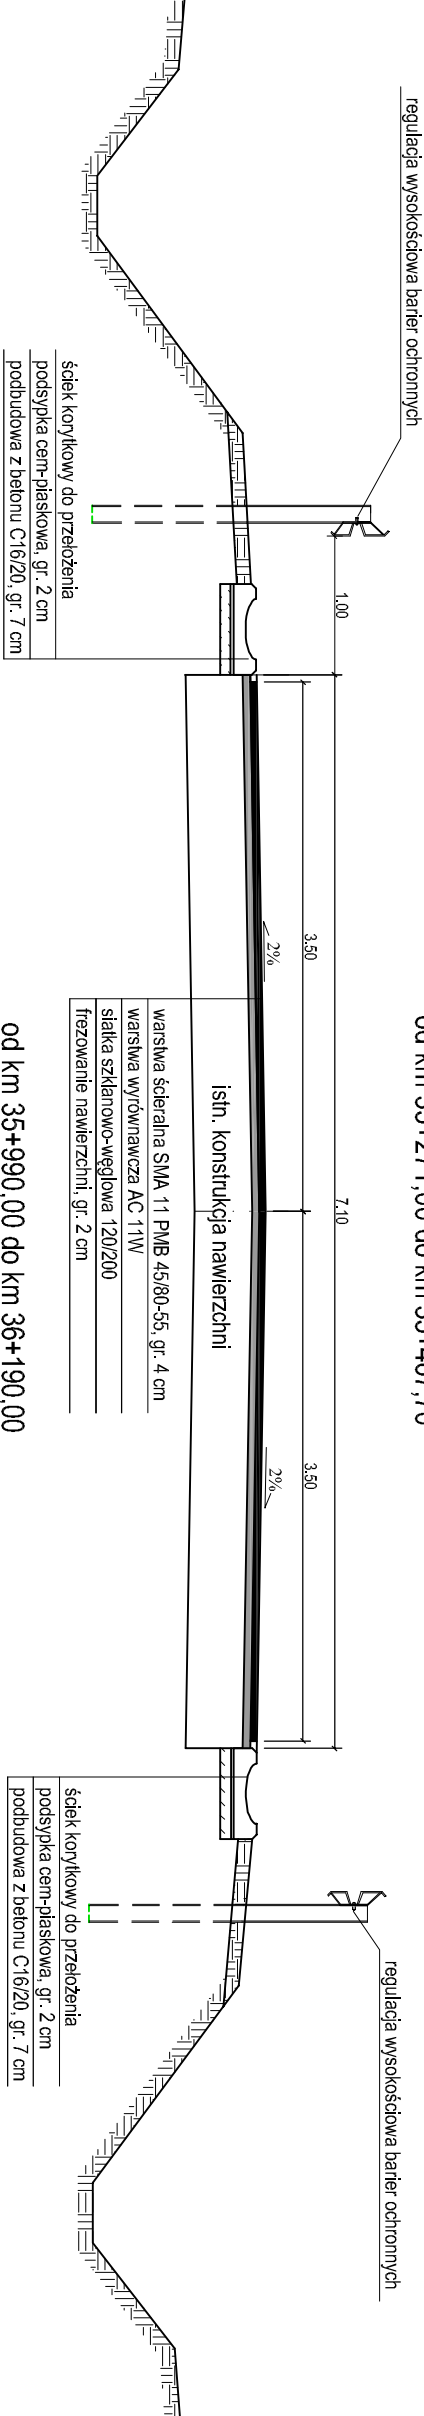 regulacja wysokościowa barier ochronnych
1.00
3.50
7.10
3.50
2%
2%
istn. konstrukcja nawierzchni
ściek korytkowy do przełożenia
podsypka cem-piaskowa, gr. 2 cm
podbudowa z betonu C16/20, gr. 7 cm
warstwa ścieralna SMA 11 PMB 45/80-55, gr. 4 cm
warstwa wyrównawcza AC 11W
siatka szklanowo-węglowa 120/200
frezowanie nawierzchni, gr. 2 cm
regulacja wysokościowa barier ochronnych
ściek korytkowy do przełożenia
podsypka cem-piaskowa, gr. 2 cm
podbudowa z betonu C16/20, gr. 7 cm
od km 35+990,00 do km 36+190,00